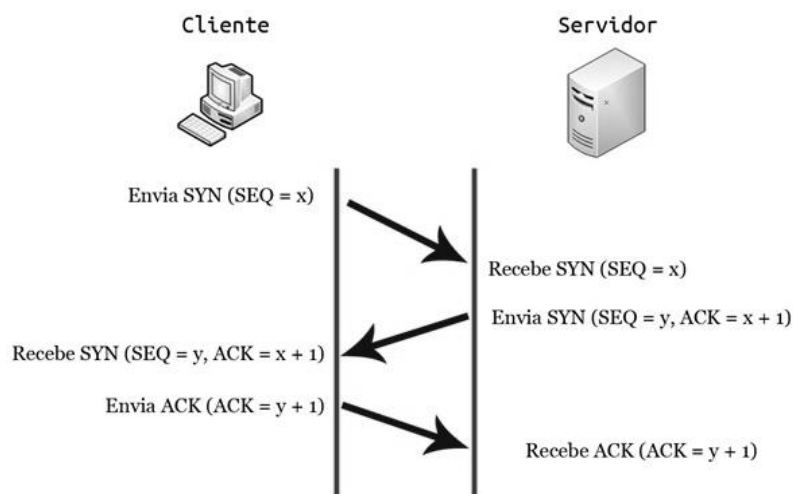 Cliente
Servidor
Envia SYN (SEQ = x)
Recebe SYN (SEQ = x)
Envia SYN (SEQ = y, ACK = x + 1)
Recebe SYN (SEQ = y, ACK = x + 1)
Envia ACK (ACK = y + 1)
Recebe ACK (ACK = y + 1)